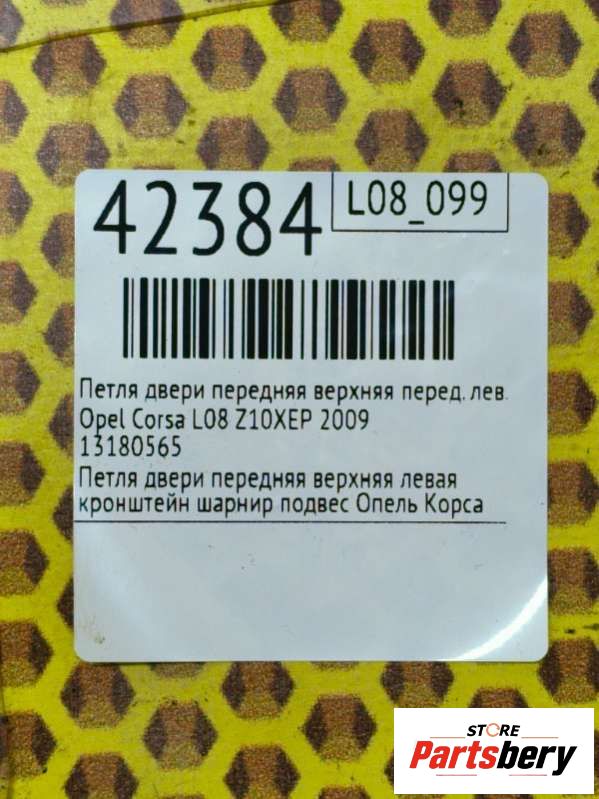 42384
L08_099
Петля двери передняя верхняя перед. лев.
Opel Corsa L08 Z10XEP 2009
13180565
Петля двери передняя верхняя левая
кронштейн шарнир подвес Опель Корса
STORE
Partsbery